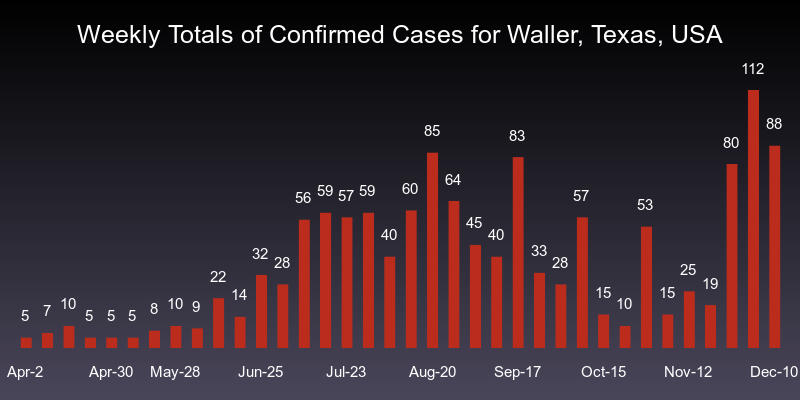 Weekly Totals of Confirmed Cases for Waller, Texas, USA
5 7 10 5 5 5 8 10 9 22 14 32 28 56 59 57 59 40 60 85 64 45 40 83 33 28 57 15 10 53 15 25 19 80 112 88
Apr-2 Apr-30 May-28 Jun-25 Jul-23 Aug-20 Sep-17 Oct-15 Nov-12 Dec-10